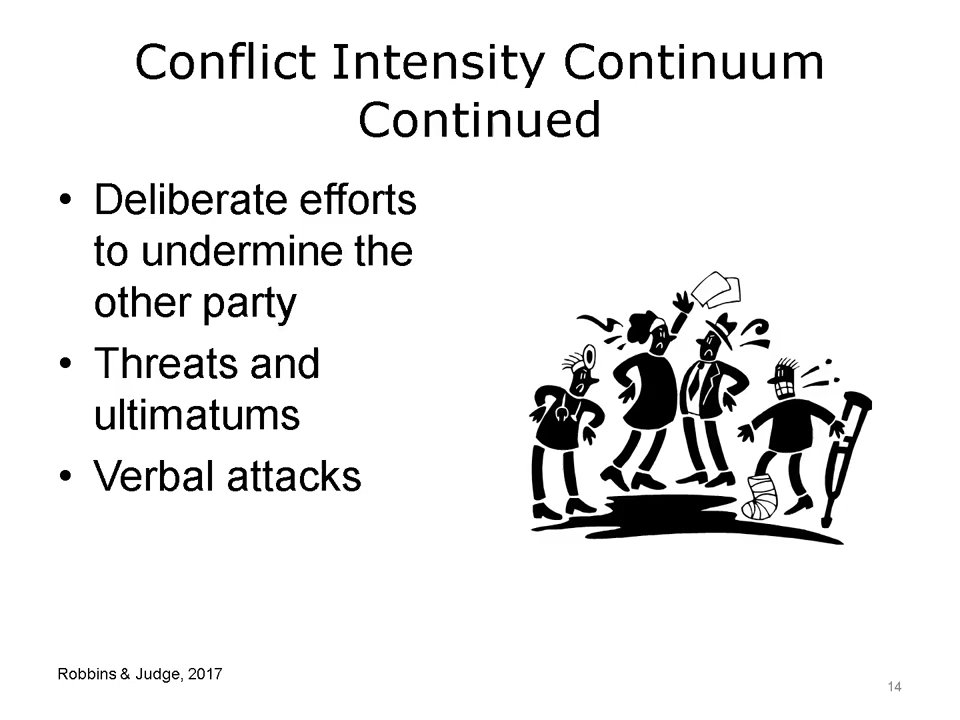 Conflict Intensity Continuum
Continued
• Deliberate efforts
to undermine the
other party
• Threats and
ultimatums
• Verbal attacks
Robbins & Judge, 2017
14